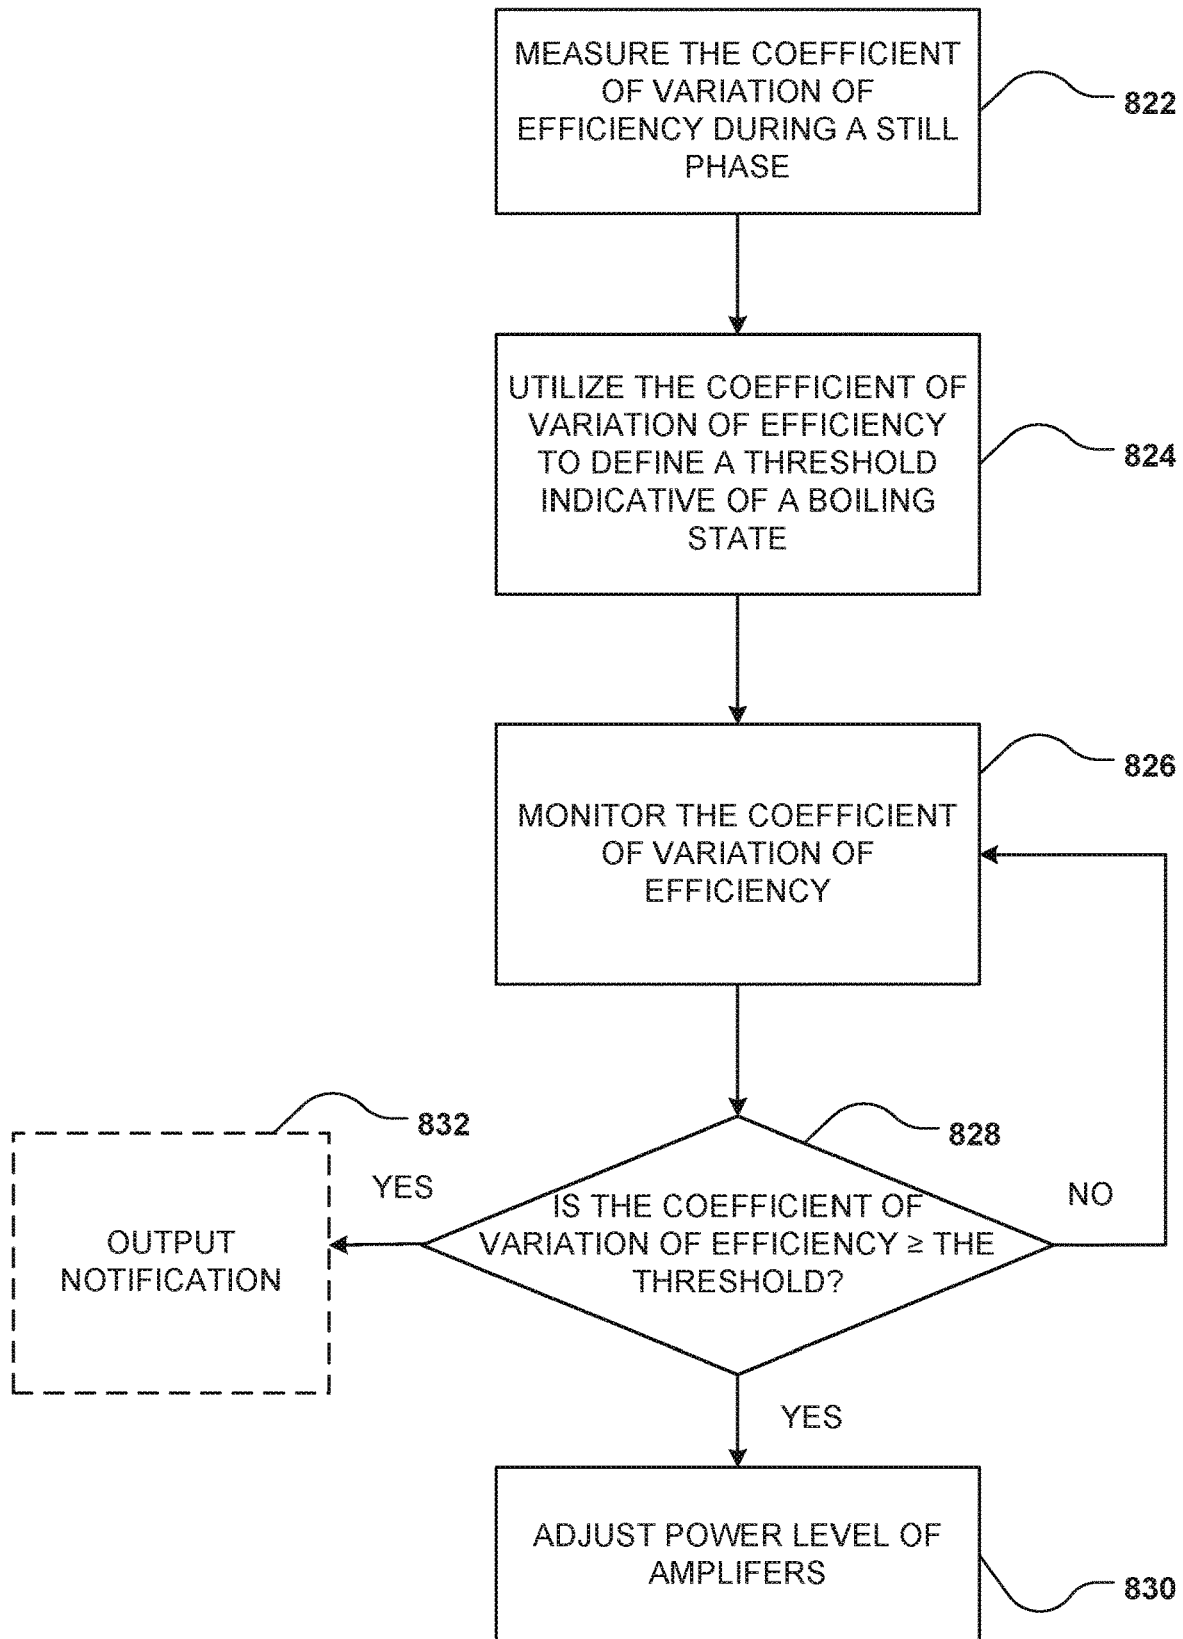 MEASURE THE COEFFICIENT
OF VARIATION OF
EFFICIENCY DURING A STILL
PHASE
822
UTILIZE THE COEFFICIENT OF
VARIATION OF EFFICIENCY
TO DEFINE A THRESHOLD
INDICATIVE OF A BOILING
STATE
824
826
MONITOR THE COEFFICIENT
OF VARIATION OF
EFFICIENCY
832
828
YES
NO
IS THE COEFFICIENT OF
VARIATION OF EFFICIENCY ≥ THE
THRESHOLD?
OUTPUT
NOTIFICATION
YES
ADJUST POWER LEVEL OF
AMPLIFERS
830